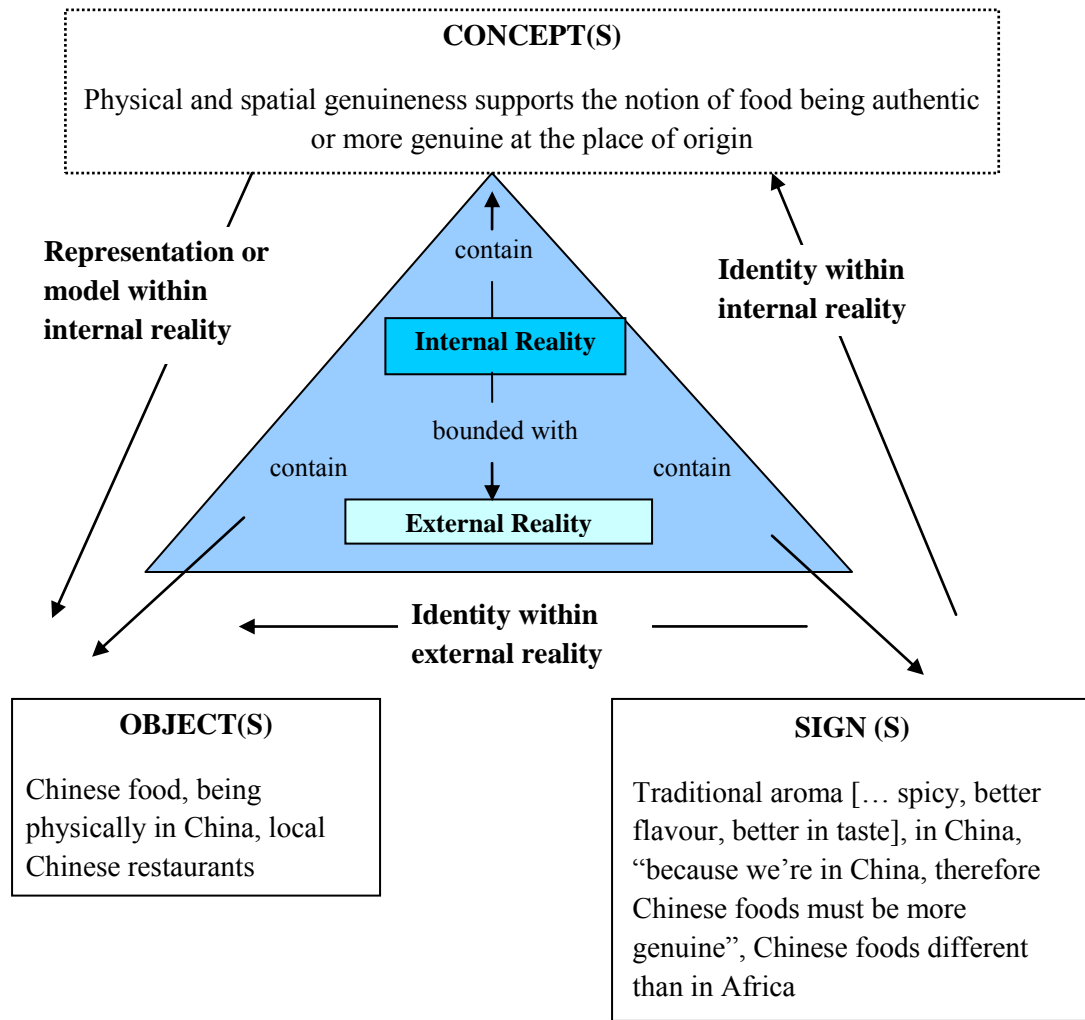 CONCEPT(S)
Physical and spatial genuineness supports the notion of food being authentic
or more genuine at the place of origin
Representation or
model within
internal reality
contain
Identity within
internal reality
Internal Reality
bounded with
contain
contain
External Reality
Identity within
external reality
OBJECT(S)
Chinese food, being
physically in China, local
Chinese restaurants
SIGN (S)
Traditional aroma [… spicy, better
flavour, better in taste], in China,
“because we’re in China, therefore
Chinese foods must be more
genuine”, Chinese foods different
than in Africa